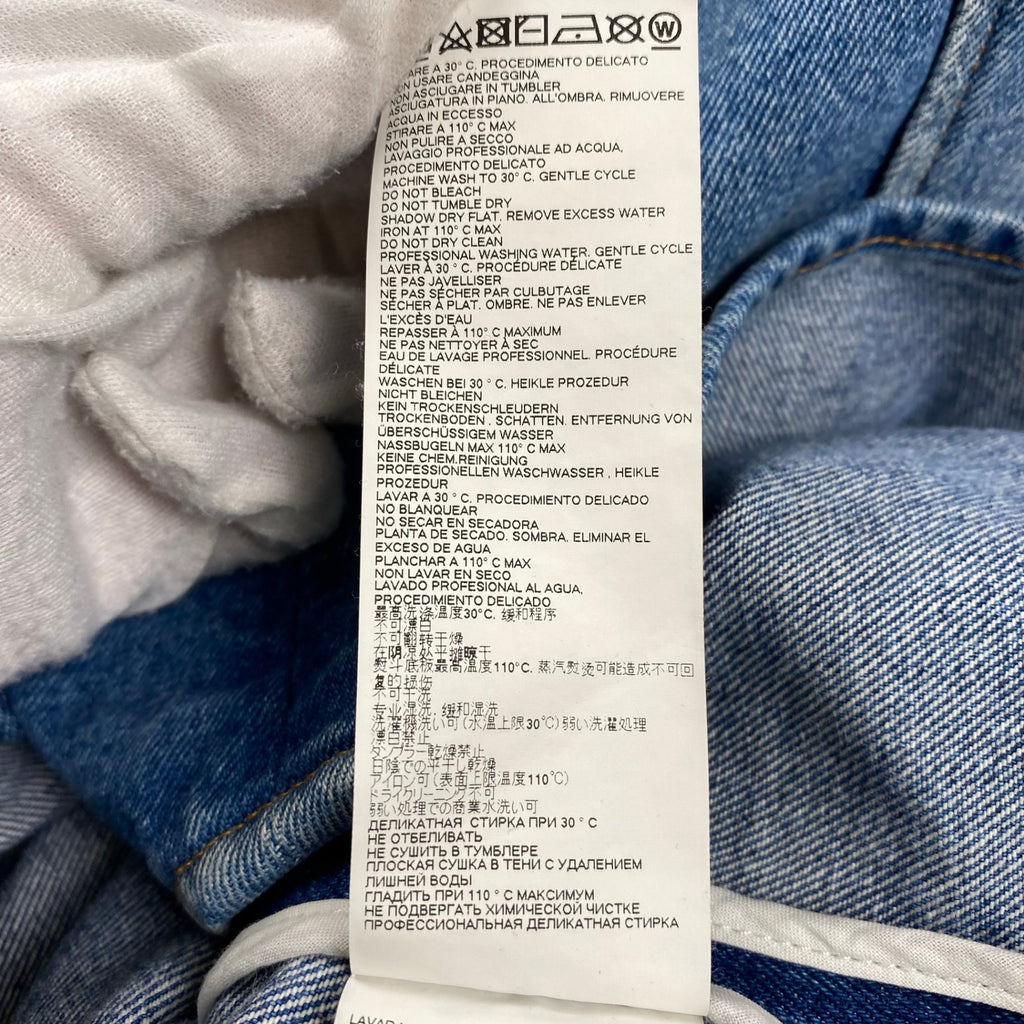 W
ARE A 30° C. PROCEDIMENTO DELICATO
NON USARE CANDEGGINA
NON ASCIUGARE IN TUMBLER
ASCIUGATURA IN PIANO. ALL'OMBRA. RIMUOVERE
ACQUA IN ECCESSO
STIRARE A 110° C MAX
NON PULIRE A SECCO
LAVAGGIO PROFESSIONALE AD ACQUA,
PROCEDIMENTO DELICATO
MACHINE WASH TO 30° C. GENTLE CYCLE
DO NOT BLEACH
DO NOT TUMBLE DRY
SHADOW DRY FLAT. REMOVE EXCESS WATER
IRON AT 110° C MAX
DO NOT DRY CLEAN
PROFESSIONAL WASHING WATER. GENTLE CYCLE
LAVER À 30° C. PROCÉDURE DÉLICATE
NE PAS JAVELLISER
NE PAS SÉCHER PAR CULBUTAGE
SÉCHER À PLAT. OMBRE. NE PAS ENLEVER
L'EXCÈS D'EAU
REPASSER À 110° C MAXIMUM
NE PAS NETTOYER À SEC
EAU DE LAVAGE PROFESSIONNEL. PROCÉDURE
DÉLICATE
WASCHEN BEI 30° C. HEIKLE PROZEDUR
NICHT BLEICHEN
KEIN TROCKENSCHLEUDERN
TROCKENBODEN . SCHATTEN. ENTFERNUNG VON
ÜBERSCHÜSSIGEM WASSER
NASSBUGELN MAX 110° C MAX
KEINE CHEM.REINIGUNG
PROFESSIONELLEN WASCHWASSER , HEIKLE
PROZEDUR
LAVAR A 30° C. PROCEDIMENTO DELICADO
NO BLANQUEAR
NO SECAR EN SECADORA
PLANTA DE SECADO. SOMBRA. ELIMINAR EL
EXCESO DE AGUA
PLANCHAR A 110° C MAX
NON LAVAR EN SECO
LAVADO PROFESIONAL AL AGUA,
PROCEDIMIENTO DELICADO
最高洗涤温度30℃. 缓和程序
不可漂白
不可翻转干燥
在阴凉处平摊晾干
熨斗底板最高温度110℃. 蒸汽熨烫可能造成不可回
复的损伤
不可干洗
专业湿洗. 缓和湿洗
洗濯機洗い可(水温上限30℃)弱い洗濯処理
漂白禁止
タンブラー乾燥禁止
日陰での平干し乾燥
アイロン可(表面上限温度110℃)
ドライクリーニング不可
弱い処理での商業水洗い可
ДЕЛИКАТНАЯ СТИРКА ПРИ 30° С
НЕ ОТБЕЛИВАТЬ
НЕ СУШИТЬ В ТУМБЛЕРЕ
ПЛОСКАЯ СУШКА В ТЕНИ С УДАЛЕНИЕМ
ЛИШНЕЙ ВОДЫ
ГЛАДИТЬ ПРИ 110° С МАКСИМУМ
НЕ ПОДВЕРГАТЬ ХИМИЧЕСКОЙ ЧИСТКЕ
ПРОФЕССИОНАЛЬНАЯ ДЕЛИКАТНАЯ СТИРКА